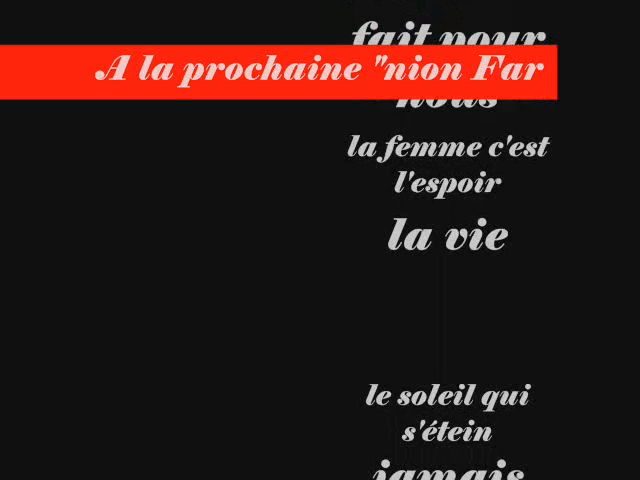 fait pour
A la prochaine "nion Far
nous
la femme c'est
l'espoir
la vie
le soleil qui
s'étein
jamais